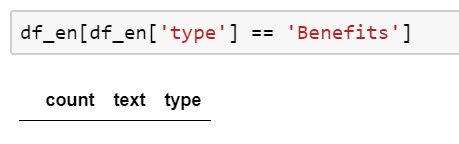 df_en[df_en['type'] == 'Benefits']
count text type